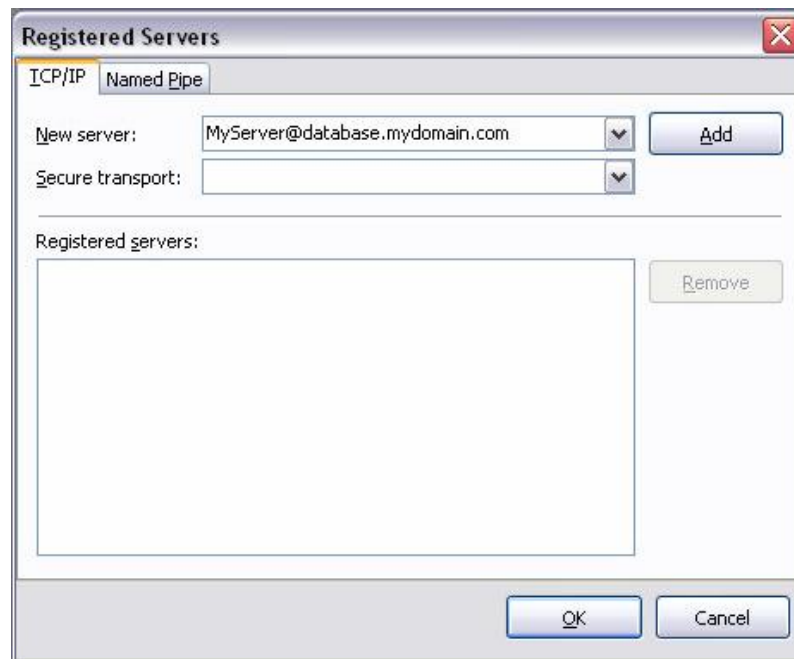 Registered Servers
TCP/IP Named Pipe
New server: MyServer@database.mydomain.com Add
Secure transport:
Registered servers:
Remove
OK Cancel